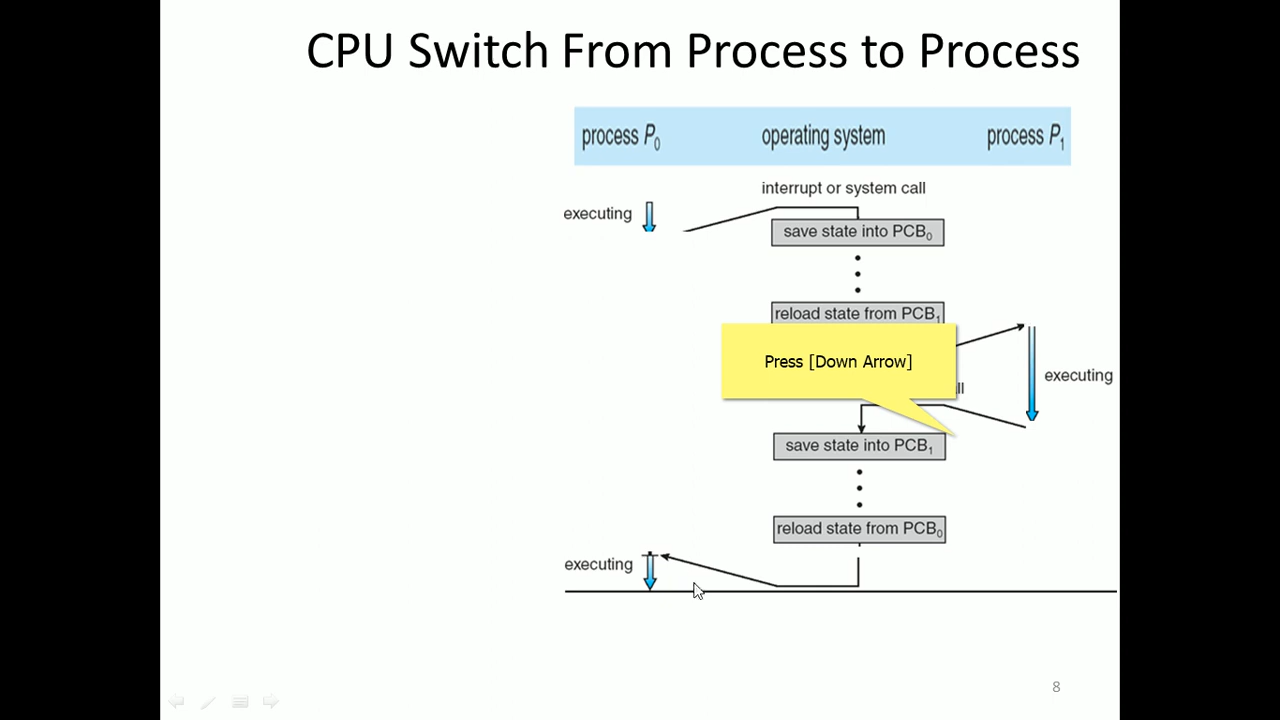 CPU Switch From Process to Process
process P0 operating system process P1
interrupt or system call
executing
save state into PCB0
reload state from PCB1
Press [Down Arrow]
executing
ll
save state into PCB1
reload state from PCB0
executing
8